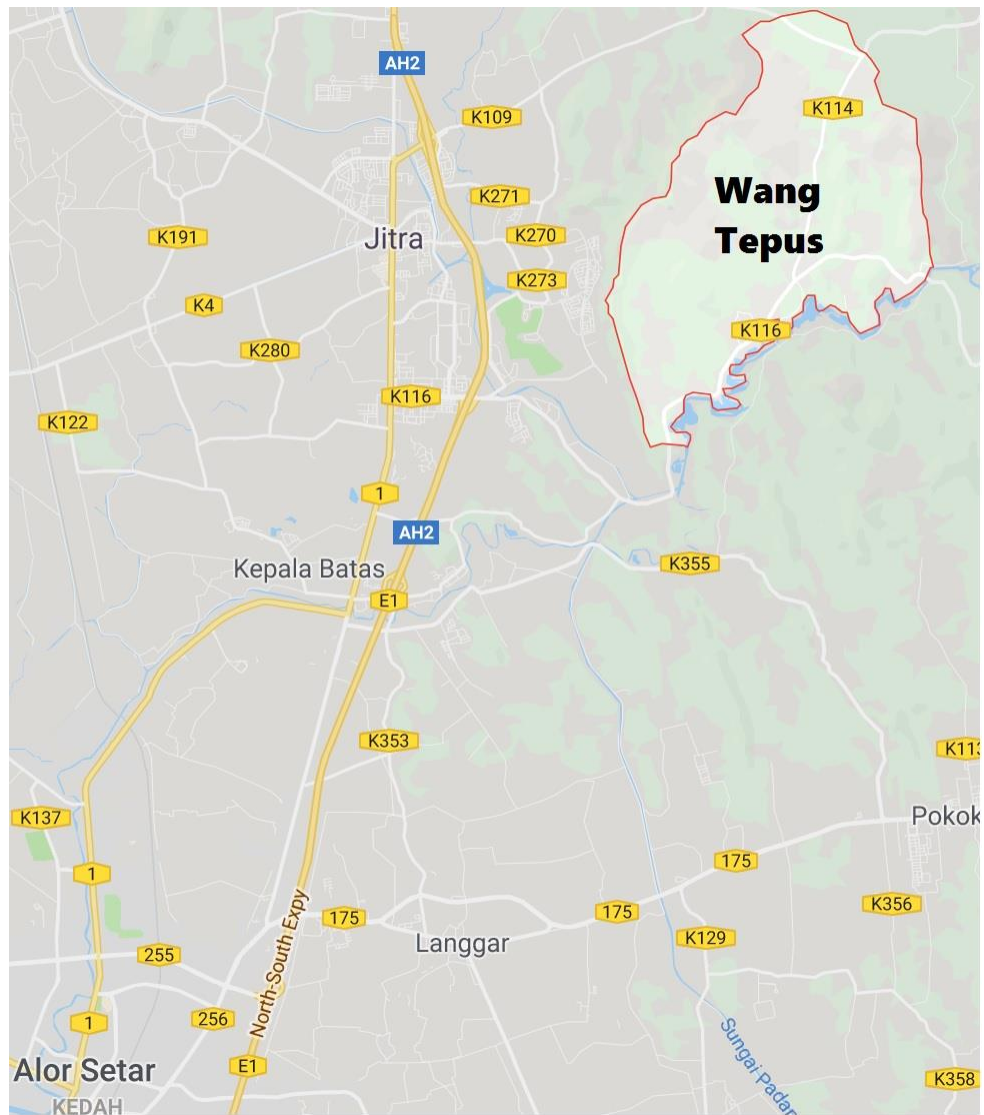 AH2
K109
K114
K271
Wang
Tepus
K191
Jitra
K270
K273
K4
K116
K280
K116
K122
1
AH2
Kepala Batas
K355
E1
K353
K113
K137
Pokok
175
1
K356
175
175
K129
Langgar
255
North-South Expy
256
1
Sungai Padan
E1
Alor Setar
K358
KEDAH